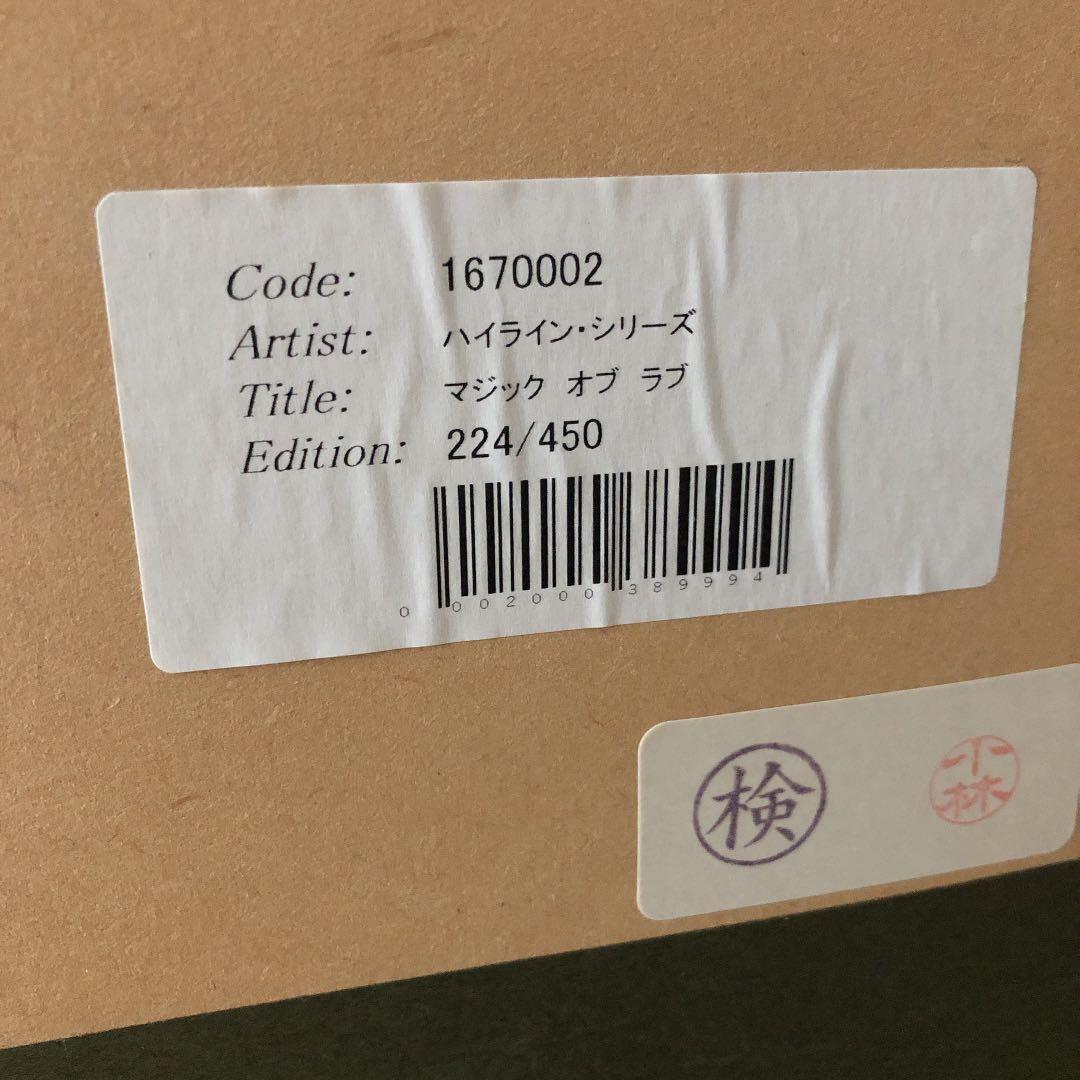 Code: 1670002
Artist: ハイライン・シリーズ
Title: マジック オブ ラブ
Edition: 224/450
0 002000 389994
検
小林